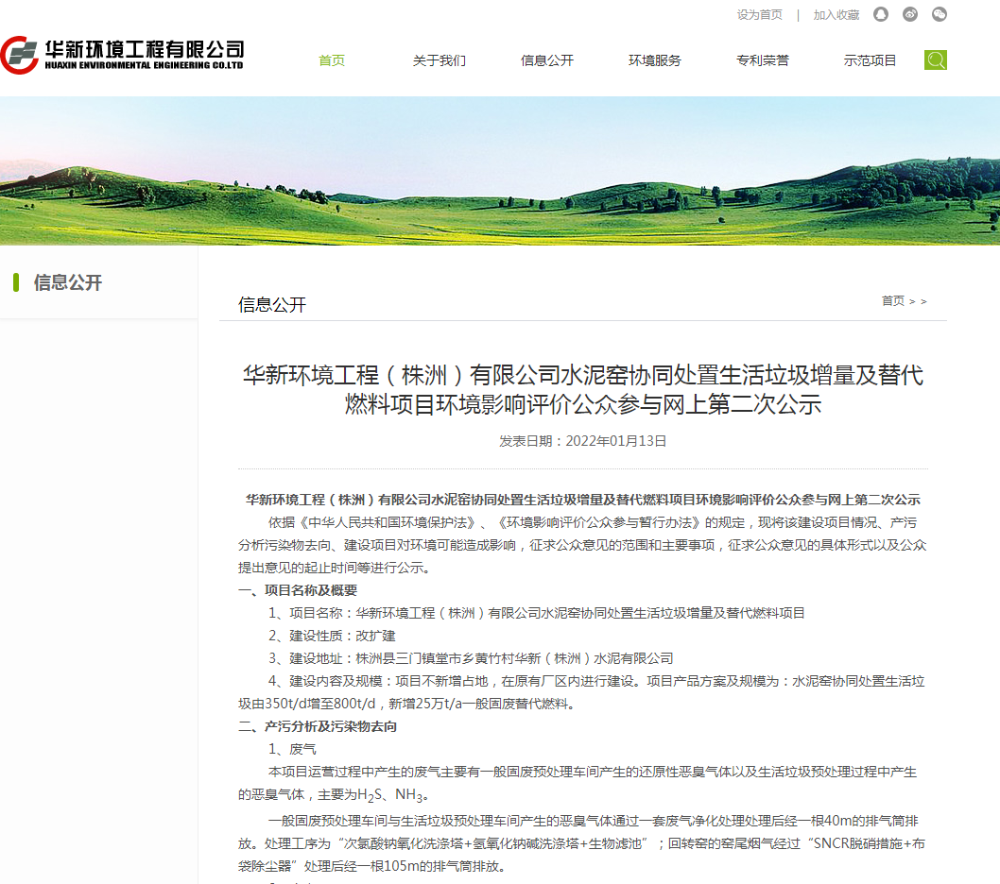 设为首页 | 加入收藏
华新环境工程有限公司
HUAXIN ENVIRONMENTAL ENGINEERING CO.LTD
首页 关于我们 信息公开 环境服务 专利荣誉 示范项目
信息公开
信息公开
首页 > >
华新环境工程（株洲）有限公司水泥窑协同处置生活垃圾增量及替代
燃料项目环境影响评价公众参与网上第二次公示
发表日期：2022年01月13日
华新环境工程（株洲）有限公司水泥窑协同处置生活垃圾增量及替代燃料项目环境影响评价公众参与网上第二次公示
依据《中华人民共和国环境保护法》、《环境影响评价公众参与暂行办法》的规定，现将该建设项目情况、产污
分析污染物去向、建设项目对环境可能造成影响，征求公众意见的范围和主要事项，征求公众意见的具体形式以及公众
提出意见的起止时间等进行公示。
一、项目名称及概要
1、项目名称：华新环境工程（株洲）有限公司水泥窑协同处置生活垃圾增量及替代燃料项目
2、建设性质：改扩建
3、建设地址：株洲县三门镇堂市乡黄竹村华新（株洲）水泥有限公司
4、建设内容及规模：项目不新增占地，在原有厂区内进行建设。项目产品方案及规模为：水泥窑协同处置生活垃
圾由350t/d增至800t/d，新增25万t/a一般固废替代燃料。
二、产污分析及污染物去向
1、废气
本项目运营过程中产生的废气主要有一般固废预处理车间产生的还原性恶臭气体以及生活垃圾预处理过程中产生
的恶臭气体，主要为H₂S、NH₃。
一般固废预处理车间与生活垃圾预处理车间产生的恶臭气体通过一套废气净化处理处理后经一根40m的排气筒排
放。处理工序为“次氯酸钠氧化洗涤塔+氢氧化钠碱洗涤塔+生物滤池”；回转窑的窑尾烟气经过“SNCR脱硝措施+布
袋除尘器”处理后经一根105m的排气筒排放。